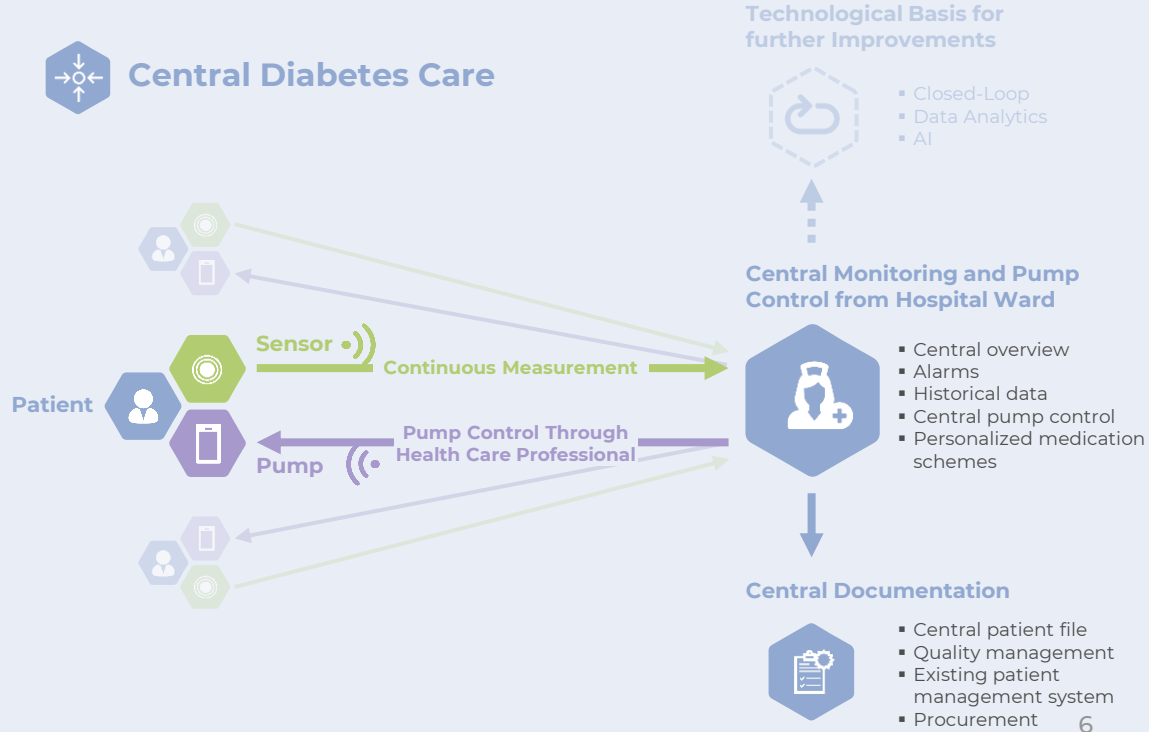 Central Diabetes Care
Technological Basis for
further Improvements
▪ Closed-Loop
▪ Data Analytics
▪ AI
Sensor
Continuous Measurement
Patient
Pump Control Through
Health Care Professional
Pump
Central Monitoring and Pump
Control from Hospital Ward
▪ Central overview
▪ Alarms
▪ Historical data
▪ Central pump control
▪ Personalized medication
schemes
Central Documentation
▪ Central patient file
▪ Quality management
▪ Existing patient
management system
▪ Procurement
6